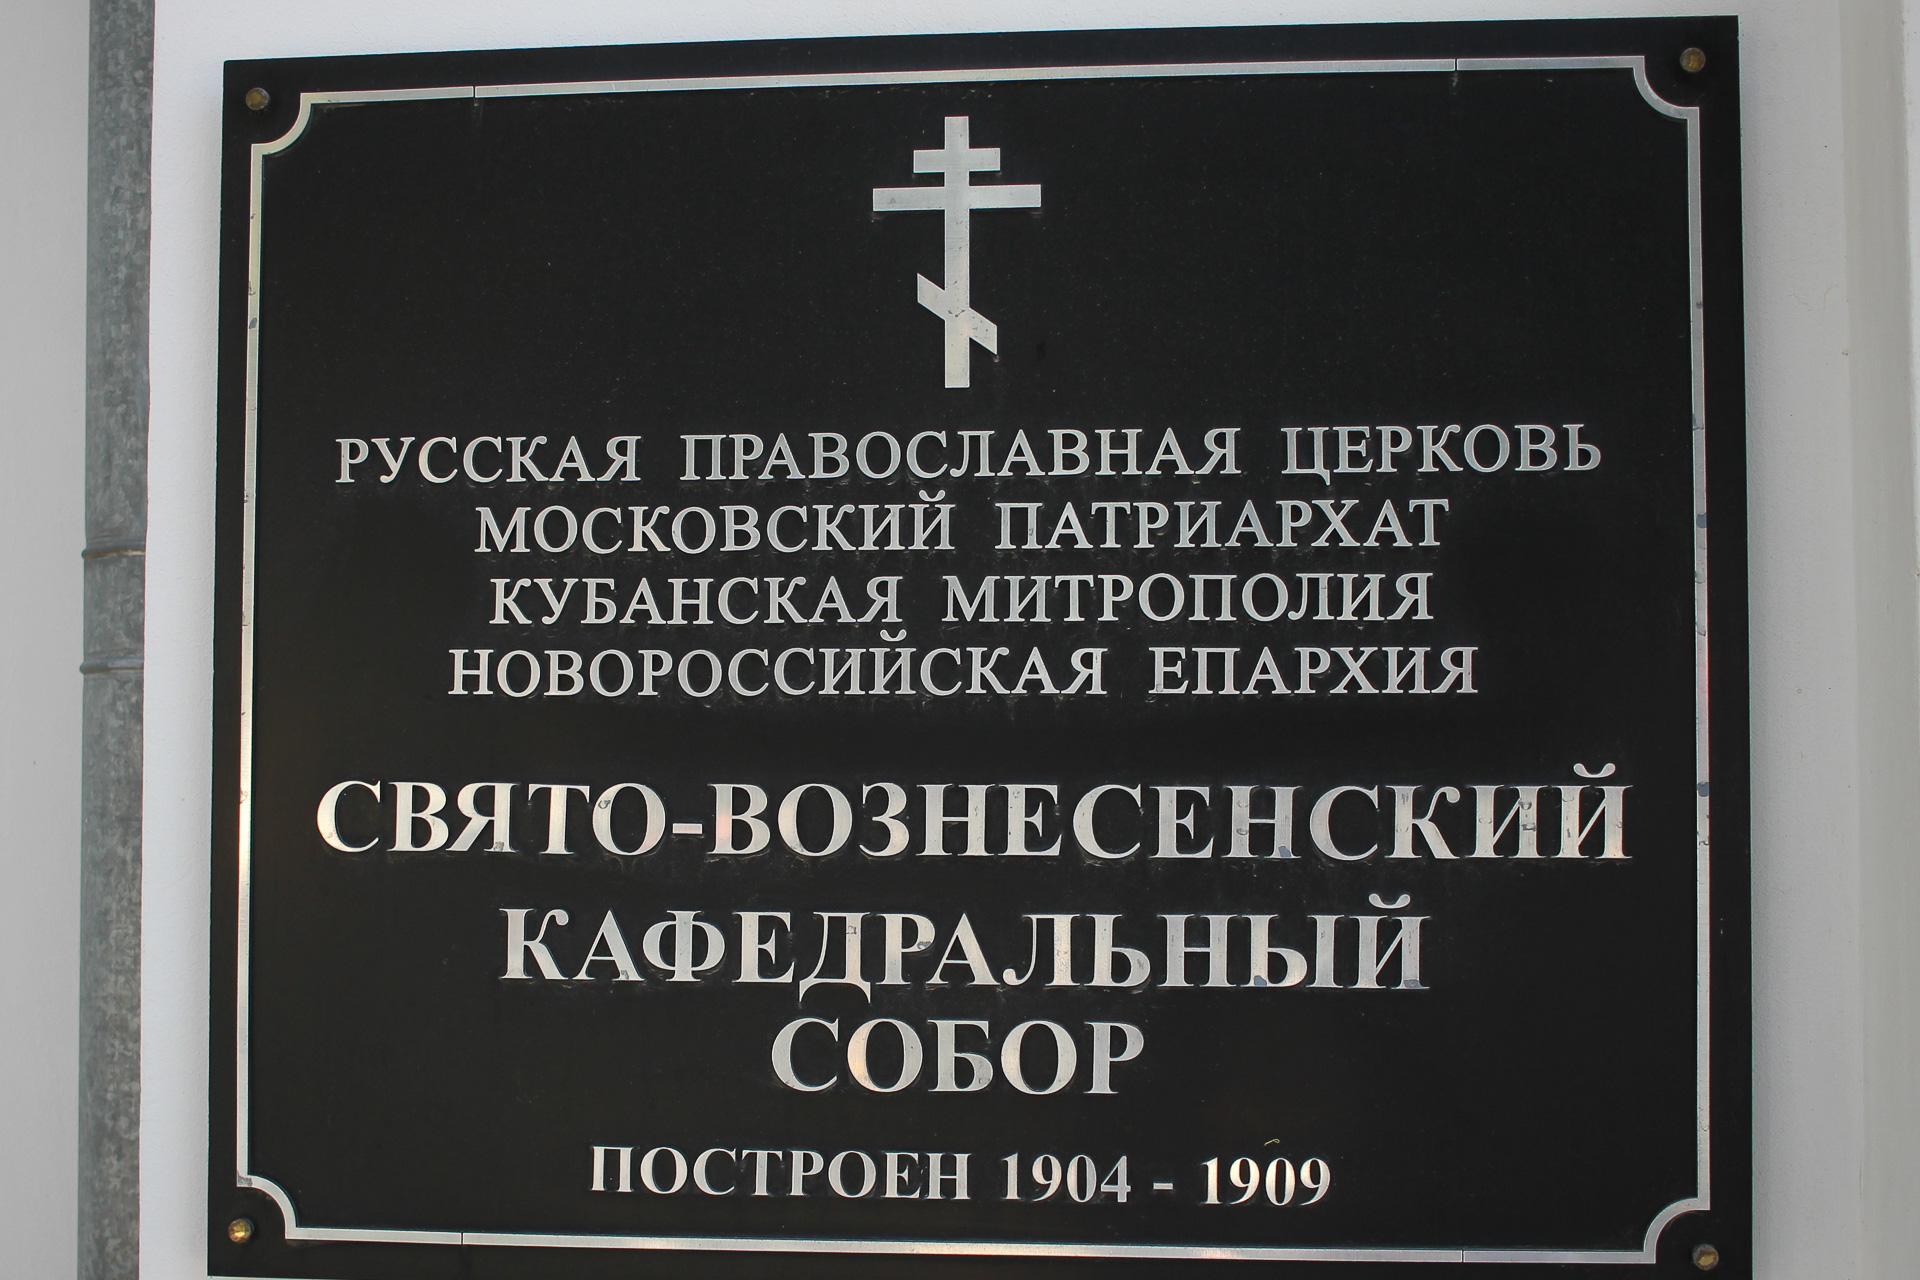 РУССКАЯ ПРАВОСЛАВНАЯ ЦЕРКОВЬ
МОСКОВСКИЙ ПАТРИАРХАТ
КУБАНСКАЯ МИТРОПОЛИЯ
НОВОРОССИЙСКАЯ ЕПАРХИЯ
СВЯТО-ВОЗНЕСЕНСКИЙ
КАФЕДРАЛЬНЫЙ
СОБОР
ПОСТРОЕН 1904 - 1909